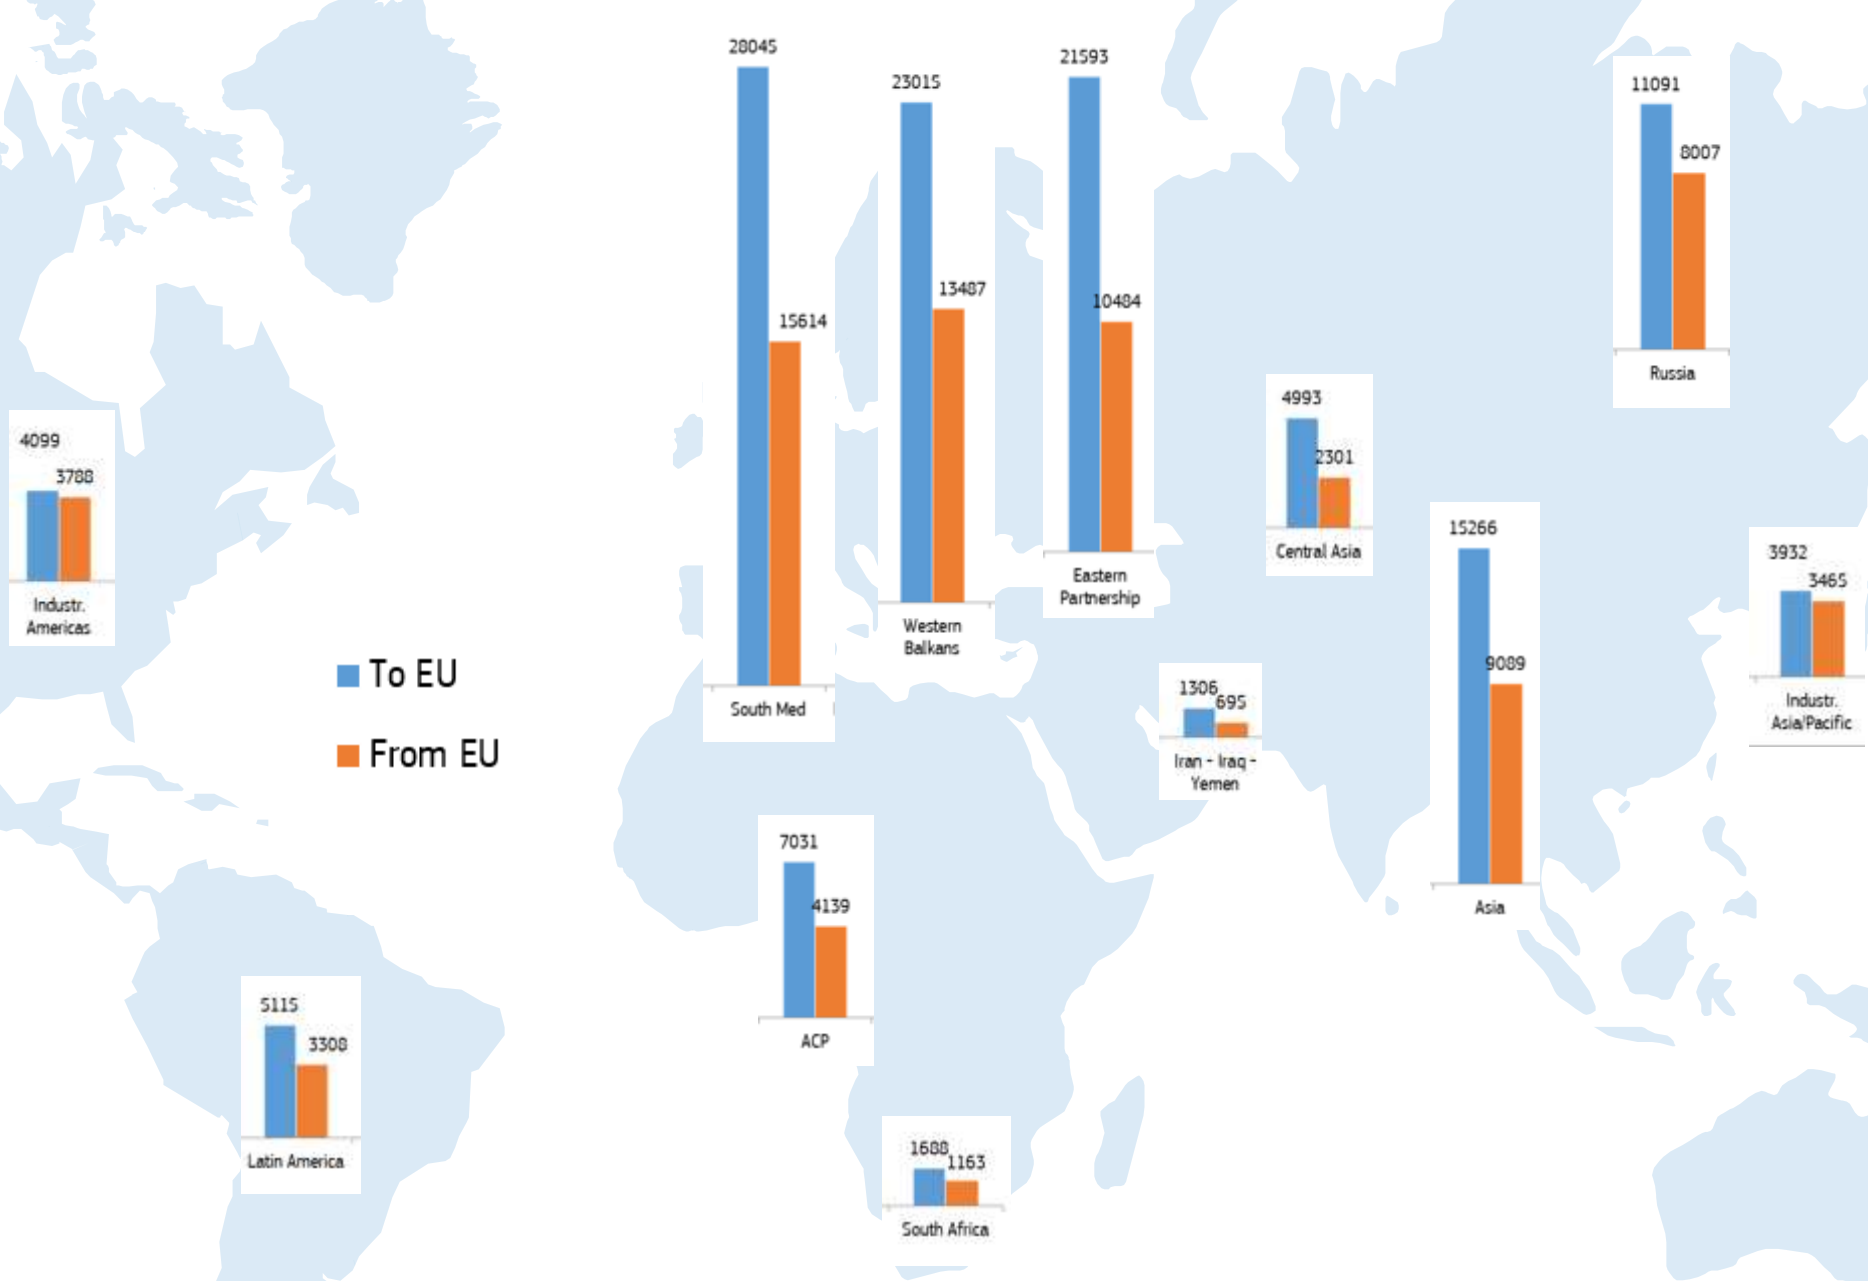 28045
15614
South Med
23015
13487
Western
Balkans
21593
10484
Eastern
Partnership
11091
8007
Russia
4993
2301
Central Asia
4099
3788
Industr.
Americas
15266
9089
Asia
3932
3465
Industr.
Asia/Pacific
To EU
From EU
1306
695
Iran - Iraq -
Yemen
7031
4139
ACP
5115
3308
Latin America
1688
1163
South Africa